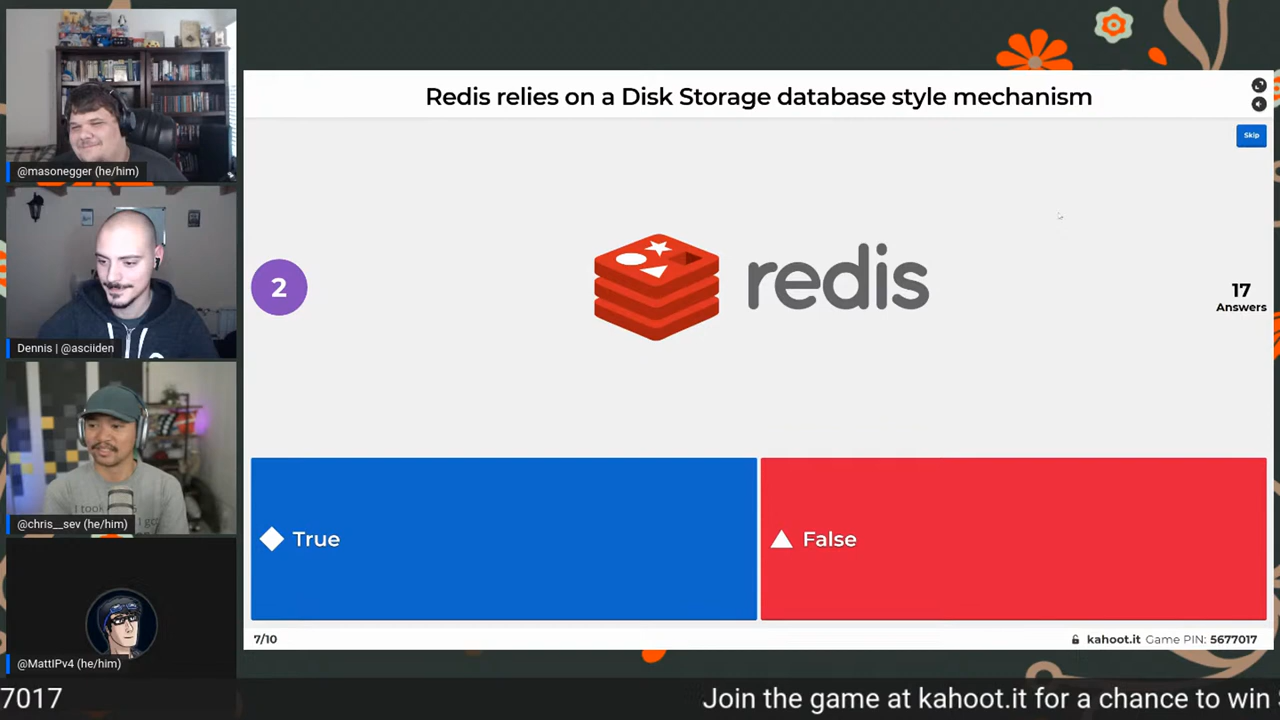 Redis relies on a Disk Storage database style mechanism
Skip
@masonegger (he/him)
2
redis
17
Answers
Dennis | @asciiden
I took
@chris__sev (he/him)
True
False
7/10
kahoot.it Game PIN: 5677017
@MattIPv4 (he/him)
7017
Join the game at kahoot.it for a chance to win